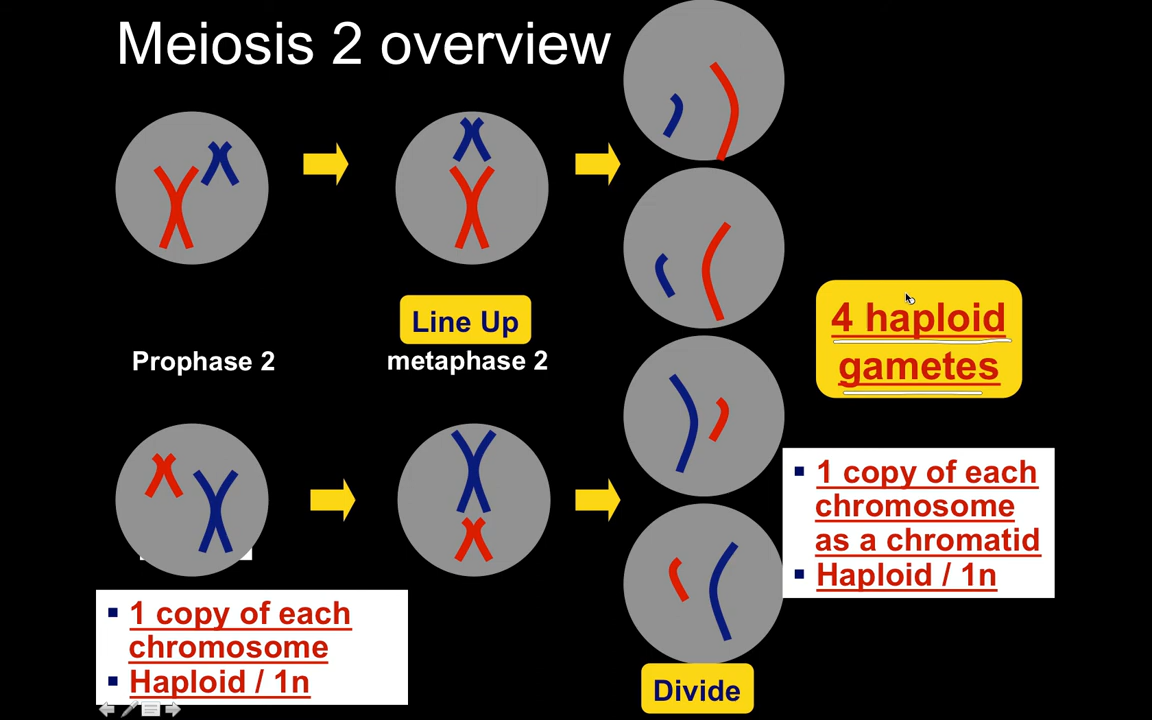 Meiosis 2 overview
Line Up
Prophase 2
metaphase 2
4 haploid
gametes
▪ 1 copy of each
chromosome
as a chromatid
▪ Haploid / 1n
▪ 1 copy of each
chromosome
▪ Haploid / 1n
Divide